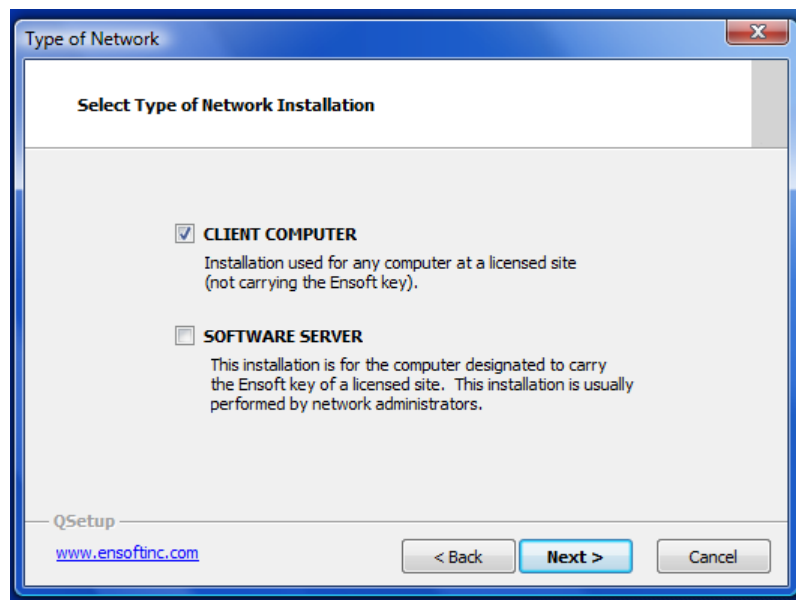 Type of Network
Select Type of Network Installation
CLIENT COMPUTER
Installation used for any computer at a licensed site
(not carrying the Ensoft key).
SOFTWARE SERVER
This installation is for the computer designated to carry
the Ensoft key of a licensed site.  This installation is usually
performed by network administrators.
QSetup
www.ensoftinc.com
< Back
Next >
Cancel